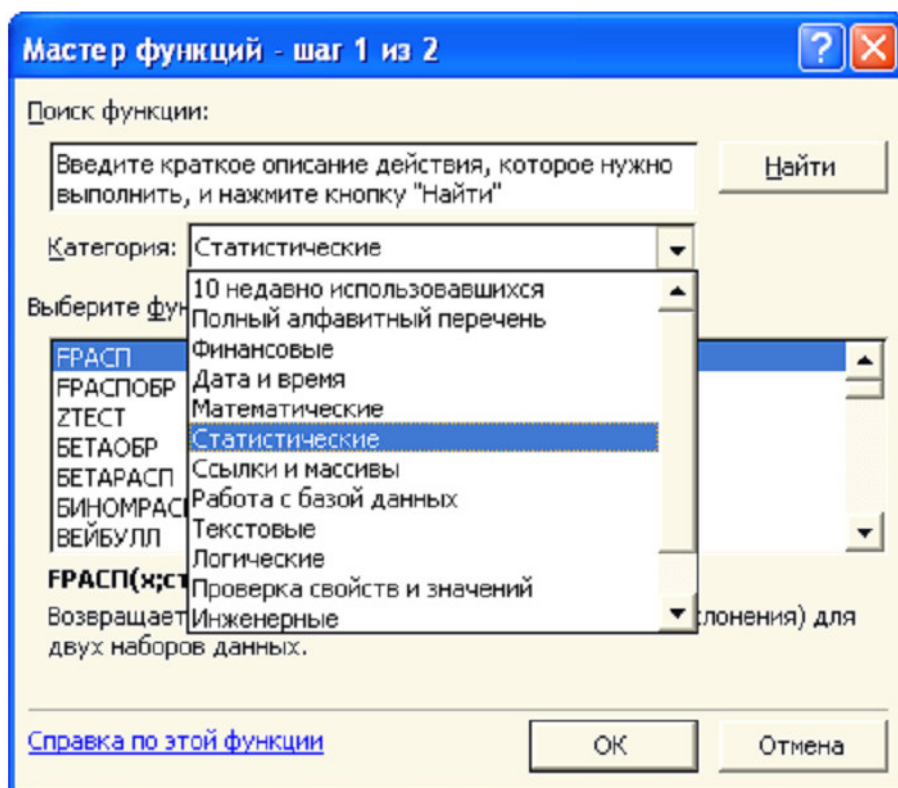 Мастер функций - шаг 1 из 2
Поиск функции:
Введите краткое описание действия, которое нужно
выполнить, и нажмите кнопку "Найти"
Найти
Категория: Статистические
10 недавно использовавшихся
Полный алфавитный перечень
Финансовые
Дата и время
Математические
Статистические
Ссылки и массивы
Работа с базой данных
Текстовые
Логические
Проверка свойств и значений
Инженерные
Выберите фун
FРАСП
FРАСПОБР
ZТЕСТ
БЕТАОБР
БЕТАРАСП
БИНОМРАСП
ВЕЙБУЛЛ
FРАСП(x;ст
Возвращает
клонения) для
двух наборов данных.
Справка по этой функции
ОК
Отмена